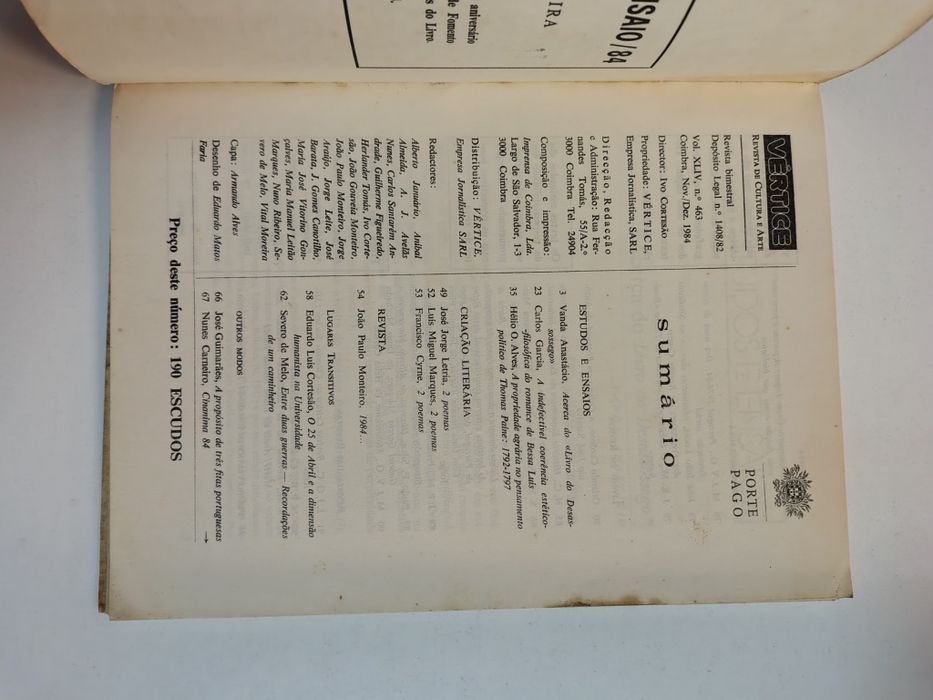 NSAIO/84
IRA
aniversário
de Fomento
s do Livro.
VÉRTICE
REVISTA DE CULTURA E ARTE
Revista bimestral
Depósito Legal n.º 1408/82
Vol. XLIV, n.º 463
Coimbra, Nov./Dez. 1984
Director: IVO CORTESÃO
Propriedade: VÉRTICE,
Empresa Jornalística, SARL
Direcção, Redacção
e Administração: Rua Fer-
nandes Tomás, 55/A-2.º
3000 Coimbra Tel. 24904
Composição e impressão:
Imprensa de Coimbra, Lda.
Largo de São Salvador, 1-3
3000 Coimbra
Distribuição: VÉRTICE,
Empresa Jornalística SARL
Redactores:
Alberto Januário, Aníbal
Almeida, A. J. Avelãs
Nunes, Carlos Santarém An-
drade, Guilherme Figueiredo,
Herlander Tomás, Ivo Corte-
são, João Gouveia Monteiro,
João Paulo Monteiro, Jorge
Araújo, Jorge Leite, José
Barata, J. Gomes Canotilho,
Maria José Vitorino Gon-
çalves, Maria Manuel Leitão
Marques, Nuno Ribeiro, Se-
vero de Melo, Vital Moreira
Capa: Armando Alves
Desenho de Eduardo Matos
Faria
PORTE
PAGO
sumário
ESTUDOS E ENSAIOS
3 Vanda Anastácio, Acerca do «Livro do Desas-
sossego»
23 Carlos Garcia, A indefectível coerência estético-
-filosófica do romance de Bessa Luís
35 Hélio O. Alves, A propriedade agrária no pensamento
político de Thomas Paine: 1792-1797
CRIAÇÃO LITERÁRIA
49 José Jorge Letria, 2 poemas
52 Luís Miguel Marques, 2 poemas
53 Francisco Cyrne, 2 poemas
REVISTA
54 João Paulo Monteiro, 1984...
LUGARES TRANSITIVOS
58 Eduardo Luís Cortesão, O 25 de Abril e a dimensão
humanista na Universidade
62 Severo de Melo, Entre duas guerras — Recordações
de um caminheiro
OUTROS MODOS
66 José Guimarães, A propósito de três fitas portuguesas
67 Nunes Carneiro, Cinanima 84 →
Preço deste número: 190 ESCUDOS